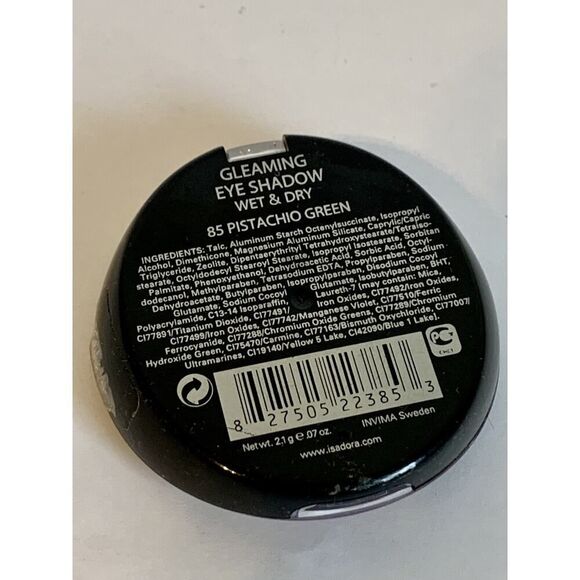 GLEAMING
EYE SHADOW
WET & DRY
85 PISTACHIO GREEN
INGREDIENTS: Talc, Aluminum Starch Octenylsuccinate, Isopropyl
Alcohol, Dimethicone, Magnesium Aluminum Silicate, Caprylic/Capric
Triglyceride, Zeolite, Dipentaerythrityl Tetrahydroxystearate/Tetraiso-
stearate, Octyldodecyl Stearoyl Stearate, Isopropyl Isostearate, Sorbitan
Palmitate, Phenoxyethanol, Dehydroacetic Acid, Sorbic Acid, Octyl-
dodecanol, Methylparaben, Tetrasodium EDTA, Propylparaben, Sodium-
Dehydroacetate, Butylparaben, Isopropylparaben, Disodium Cocoyl
Glutamate, Sodium Cocoyl Glutamate, Isobutylparaben, BHT,
Polyacrylamide, C13-14 Isoparaffin, Laureth-7 [may contain: Mica,
CI77891/Titanium Dioxide, CI77491/ Iron Oxides, CI77492/Iron Oxides,
CI77499/Iron Oxides, CI77742/Manganese Violet, CI77510/Ferric
Ferrocyanide, CI77288/Chromium Oxide Greens, CI77289/Chromium
Hydroxide Green, CI75470/Carmine, CI77163/Bismuth Oxychloride, CI77007/
Ultramarines, CI19140/Yellow 5 Lake, CI42090/Blue 1 Lake].
8 27505 22385 3
Net wt. 2.1 g e .07 oz. INVIMA Sweden
www.isadora.com